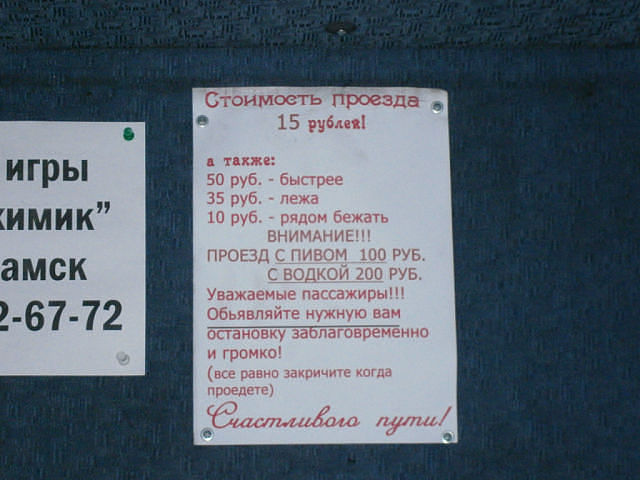 игры
химик”
амск
2-67-72
Стоимость проезда
15 рублей!
а также:
50 руб. - быстрее
35 руб. - лежа
10 руб. - рядом бежать
ВНИМАНИЕ!!!
ПРОЕЗД С ПИВОМ 100 РУБ.
С ВОДКОЙ 200 РУБ.
Уважаемые пассажиры!!!
Обьявляйте нужную вам
остановку заблаговременно
и громко!
(все равно закричите когда
проедете)
Счастливого пути!